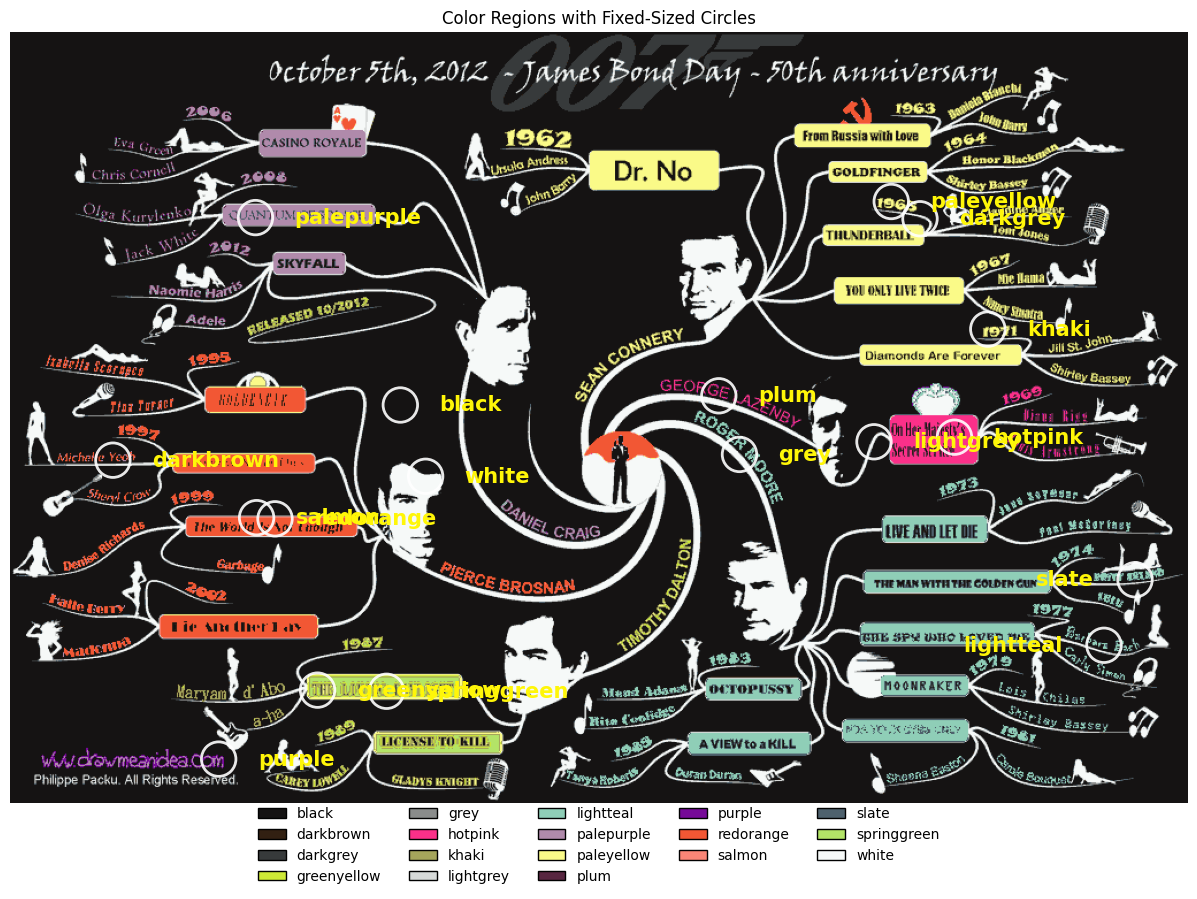 Color Regions with Fixed-Sized Circles
007
October 5th, 2012 - James Bond Day - 50th anniversary
2006
Eva Green
Chris Cornell
CASINO ROYALE
2008
Olga Kurylenko
Jack White
QUANTUM
palepurple
2012
Naomie Harris
Adele
SKYFALL
RELEASED 10/2012
1962
Ursula Andress
John Barry
Dr. No
1963
Daniela Bianchi
John Barry
From Russia with Love
1964
Honor Blackman
Shirley Bassey
GOLDFINGER
1965
paleyellow
darkgrey
Tom Jones
THUNDERBALL
1967
Mie Hama
Nancy Sinatra
YOU ONLY LIVE TWICE
1971
khaki
Jill St. John
Shirley Bassey
Diamonds Are Forever
SEAN CONNERY
GEORGE LAZENBY
plum
ROGER MOORE
grey
DANIEL CRAIG
PIERCE BROSNAN
TIMOTHY DALTON
black
white
1995
Izabella Scorupco
Tina Turner
GOLDENEYE
1997
Michelle Yeoh
Sheryl Crow
darkbrown
1999
Denise Richards
Garbage
The World Is Not Enough
salmon
redorange
2002
Halle Berry
Madonna
Die Another Day
1969
Diana Rigg
Louis Armstrong
On Her Majesty's
Secret Service
lightgrey
hotpink
1973
Jane Seymour
Paul McCartney
LIVE AND LET DIE
1974
THE MAN WITH THE GOLDEN GUN
slate
1977
Barbara Bach
Carly Simon
THE SPY WHO LOVED ME
lightteal
1979
Lois Chiles
Shirley Bassey
MOONRAKER
1981
Sheena Easton
Carole Bouquet
FOR YOUR EYES ONLY
1983
Maud Adams
Rita Coolidge
OCTOPUSSY
1985
Tanya Roberts
Duran Duran
A VIEW to a KILL
1987
Maryam d'Abo
a-ha
greenyellow
springgreen
1989
CAREY LOWELL
GLADYS KNIGHT
LICENSE TO KILL
purple
www.drawmeanidea.com
Philippe Packu. All Rights Reserved.
black
darkbrown
darkgrey
greenyellow
grey
hotpink
khaki
lightgrey
lightteal
palepurple
paleyellow
plum
purple
redorange
salmon
slate
springgreen
white